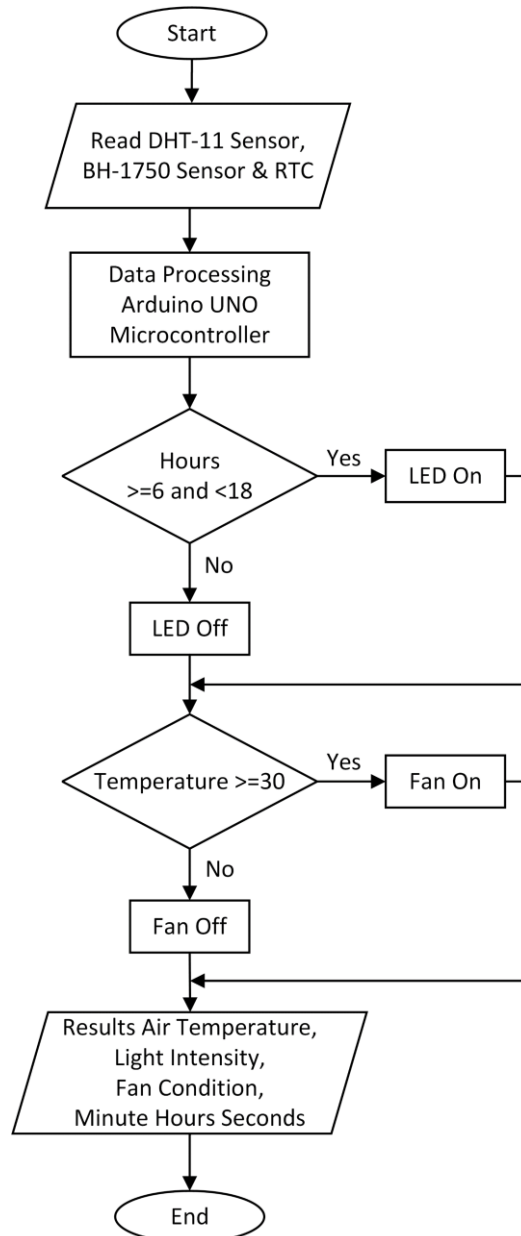 Start
Read DHT-11 Sensor,
BH-1750 Sensor & RTC
Data Processing
Arduino UNO
Microcontroller
Hours
>=6 and <18
Yes
LED On
No
LED Off
Temperature >=30
Yes
Fan On
No
Fan Off
Results Air Temperature,
Light Intensity,
Fan Condition,
Minute Hours Seconds
End